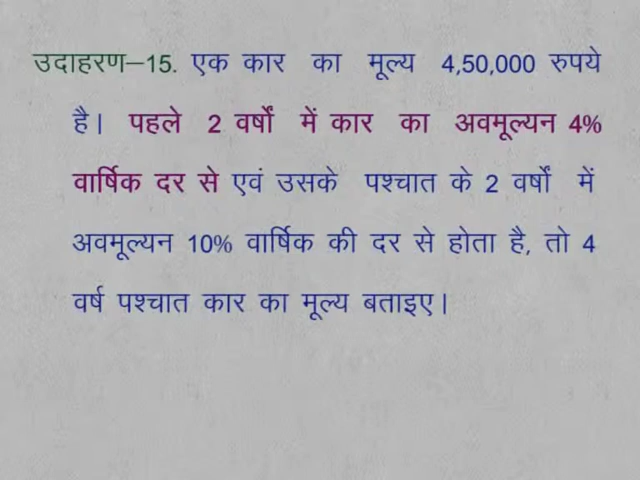 उदाहरण–15. एक कार का मूल्य 4,50,000 रुपये
है। पहले 2 वर्षों में कार का अवमूल्यन 4%
वार्षिक दर से एवं उसके पश्चात के 2 वर्षों में
अवमूल्यन 10% वार्षिक की दर से होता है, तो 4
वर्ष पश्चात कार का मूल्य बताइए।